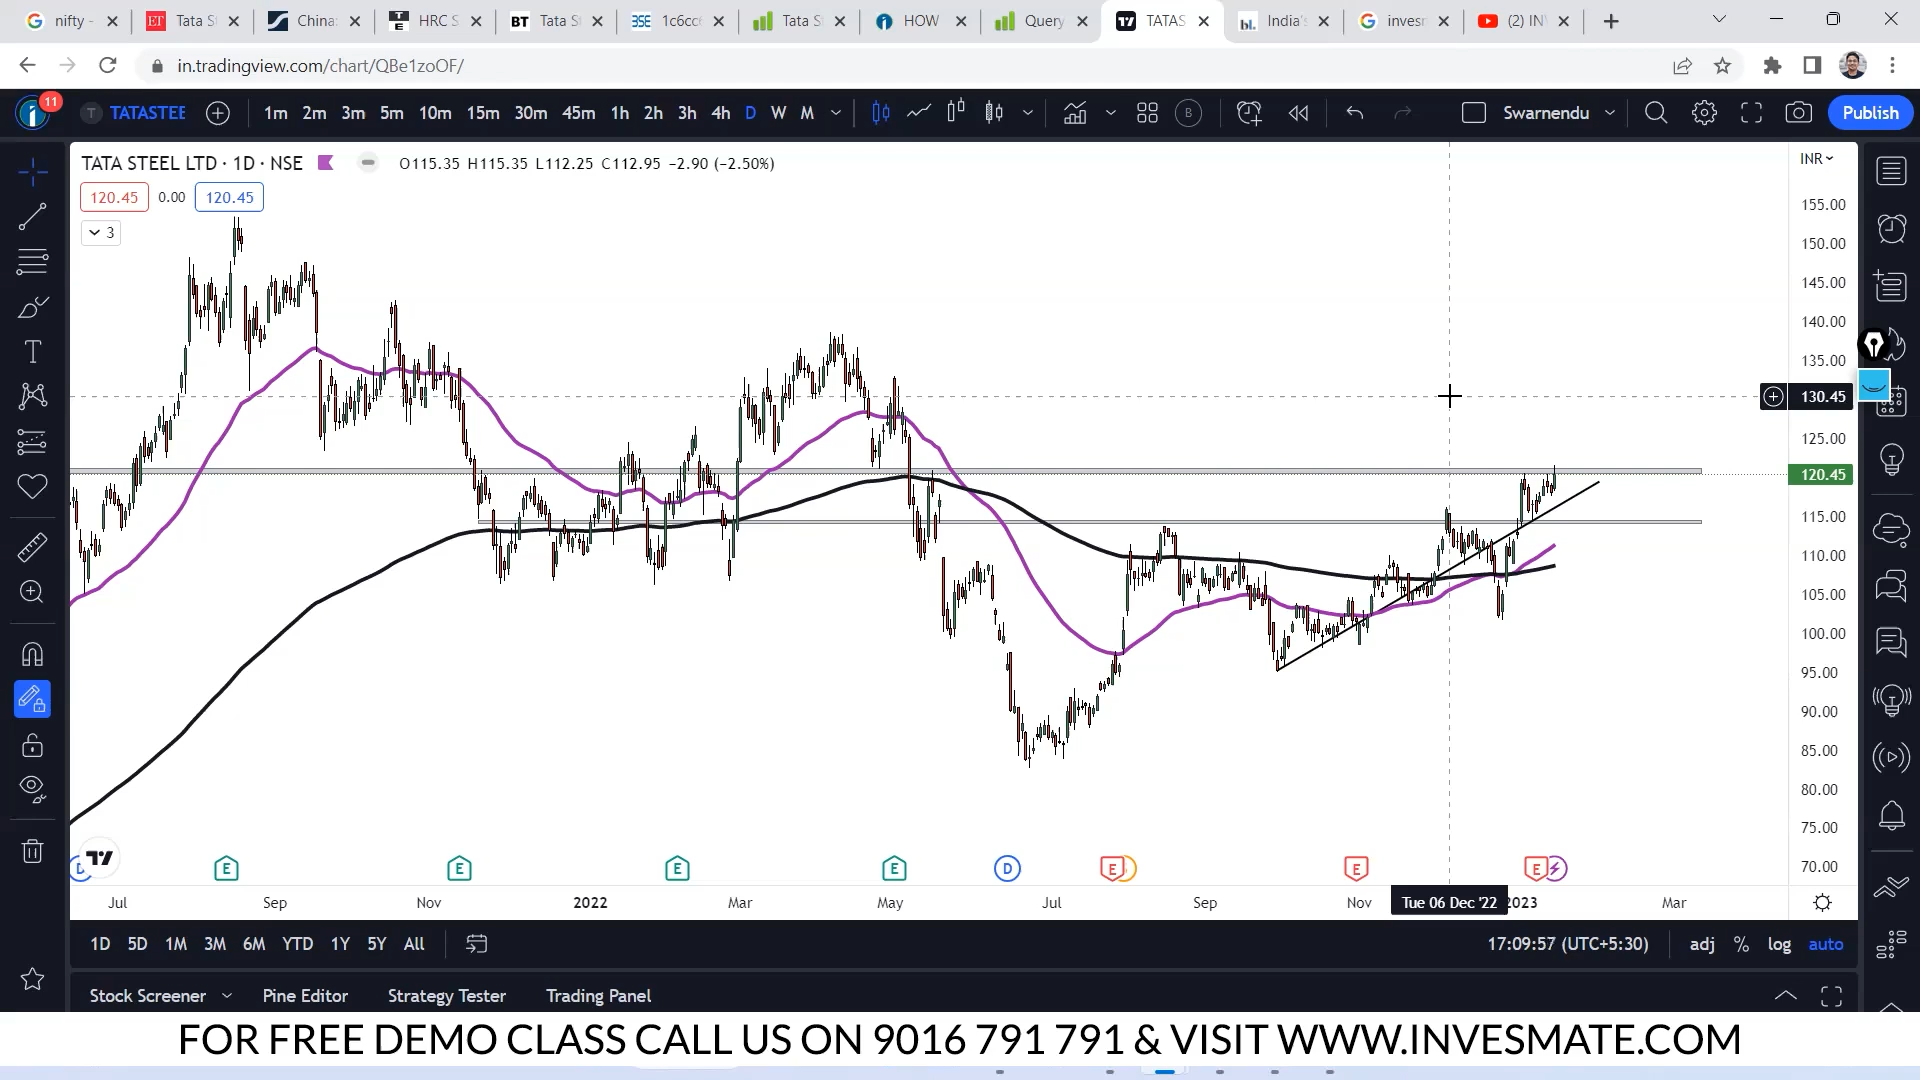 nifty - Tata S China: HRC S Tata S 1c6cc Tata S HOW Query TATAS India's invesm (2) IN
in.tradingview.com/chart/QBe1zoOF/
11 TATASTEE 1m 2m 3m 5m 10m 15m 30m 45m 1h 2h 3h 4h D W M B Swarnendu Publish
TATA STEEL LTD · 1D · NSE O115.35 H115.35 L112.25 C112.95 −2.90 (−2.50%) INR
120.45 0.00 120.45
3
155.00
150.00
145.00
140.00
135.00
130.45
125.00
120.45
115.00
110.00
105.00
100.00
95.00
90.00
85.00
80.00
75.00
70.00
E E E E D E E E
Jul Sep Nov 2022 Mar May Jul Sep Nov Tue 06 Dec '22 2023 Mar
1D 5D 1M 3M 6M YTD 1Y 5Y All 17:09:57 (UTC+5:30) adj % log auto
Stock Screener Pine Editor Strategy Tester Trading Panel
FOR FREE DEMO CLASS CALL US ON 9016 791 791 & VISIT WWW.INVESMATE.COM